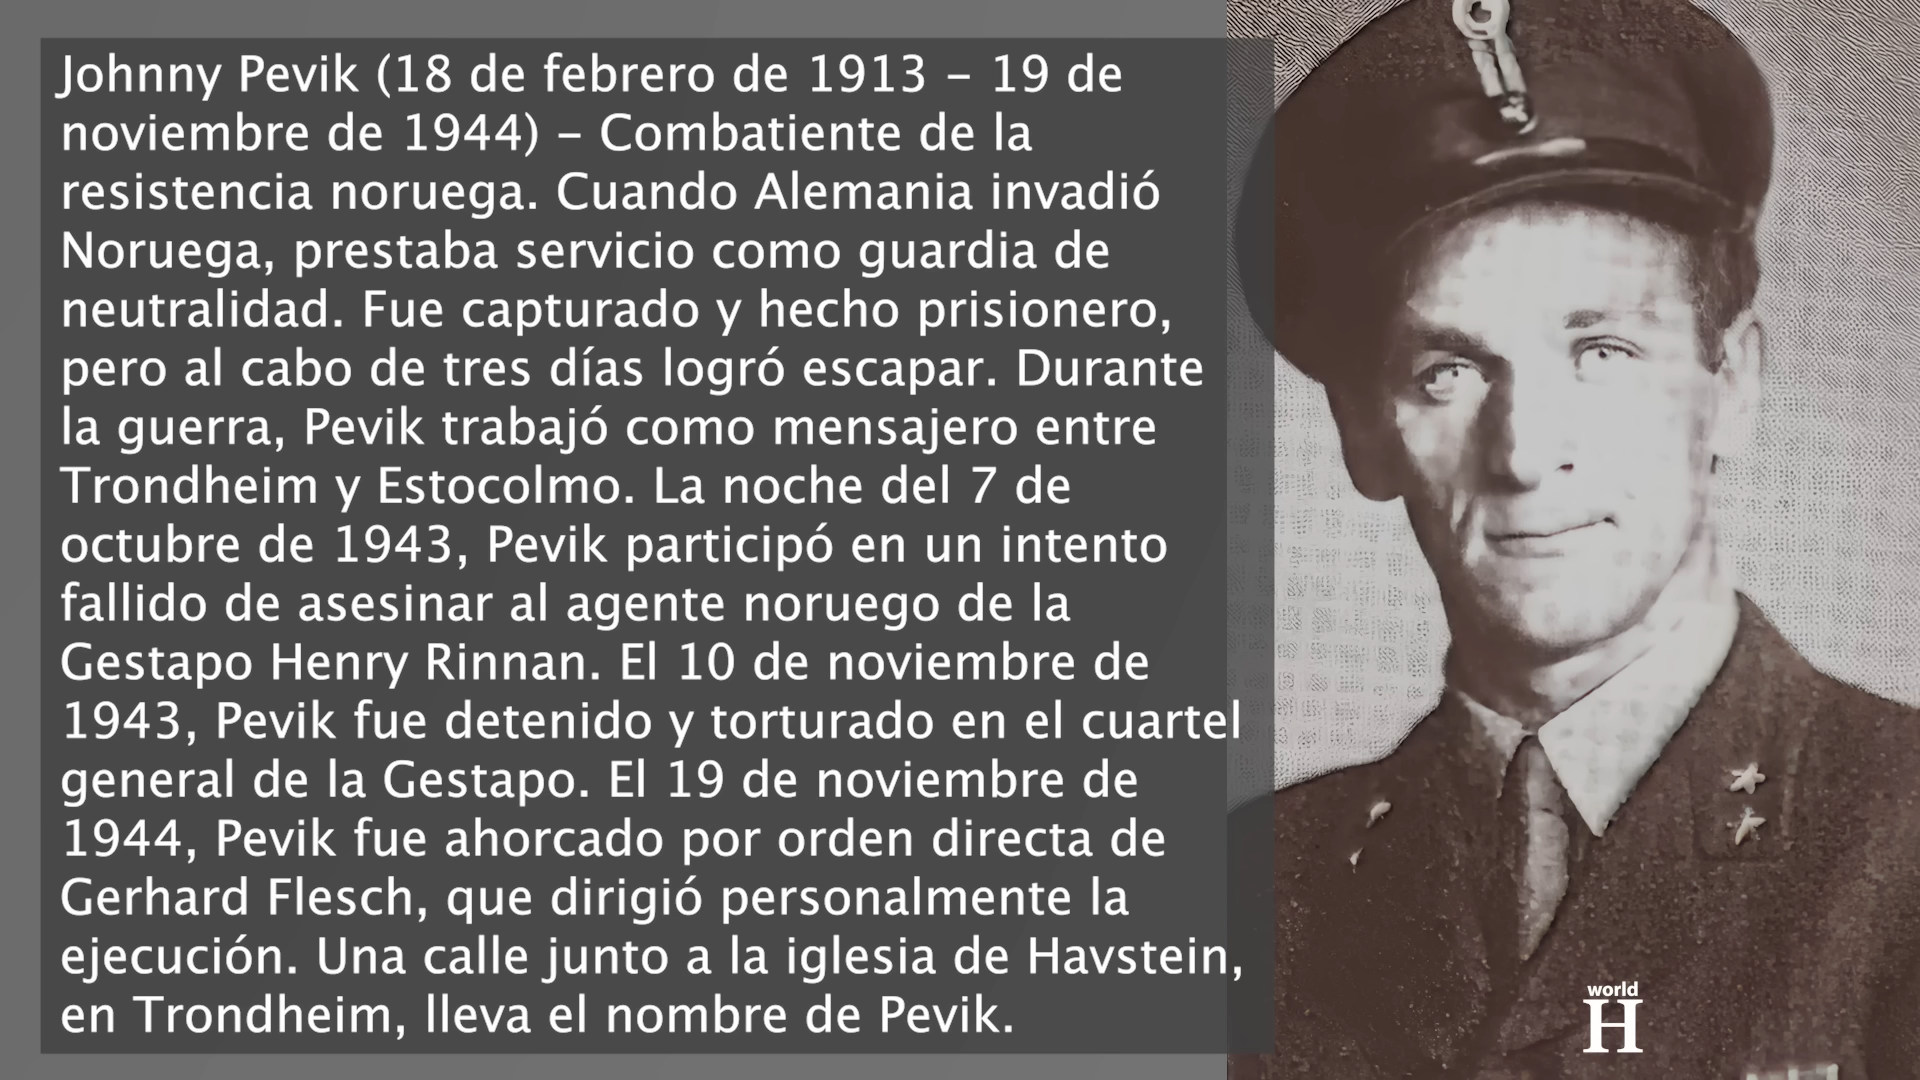 Johnny Pevik (18 de febrero de 1913 – 19 de
noviembre de 1944) – Combatiente de la
resistencia noruega. Cuando Alemania invadió
Noruega, prestaba servicio como guardia de
neutralidad. Fue capturado y hecho prisionero,
pero al cabo de tres días logró escapar. Durante
la guerra, Pevik trabajó como mensajero entre
Trondheim y Estocolmo. La noche del 7 de
octubre de 1943, Pevik participó en un intento
fallido de asesinar al agente noruego de la
Gestapo Henry Rinnan. El 10 de noviembre de
1943, Pevik fue detenido y torturado en el cuartel
general de la Gestapo. El 19 de noviembre de
1944, Pevik fue ahorcado por orden directa de
Gerhard Flesch, que dirigió personalmente la
ejecución. Una calle junto a la iglesia de Havstein,
en Trondheim, lleva el nombre de Pevik.
world
H